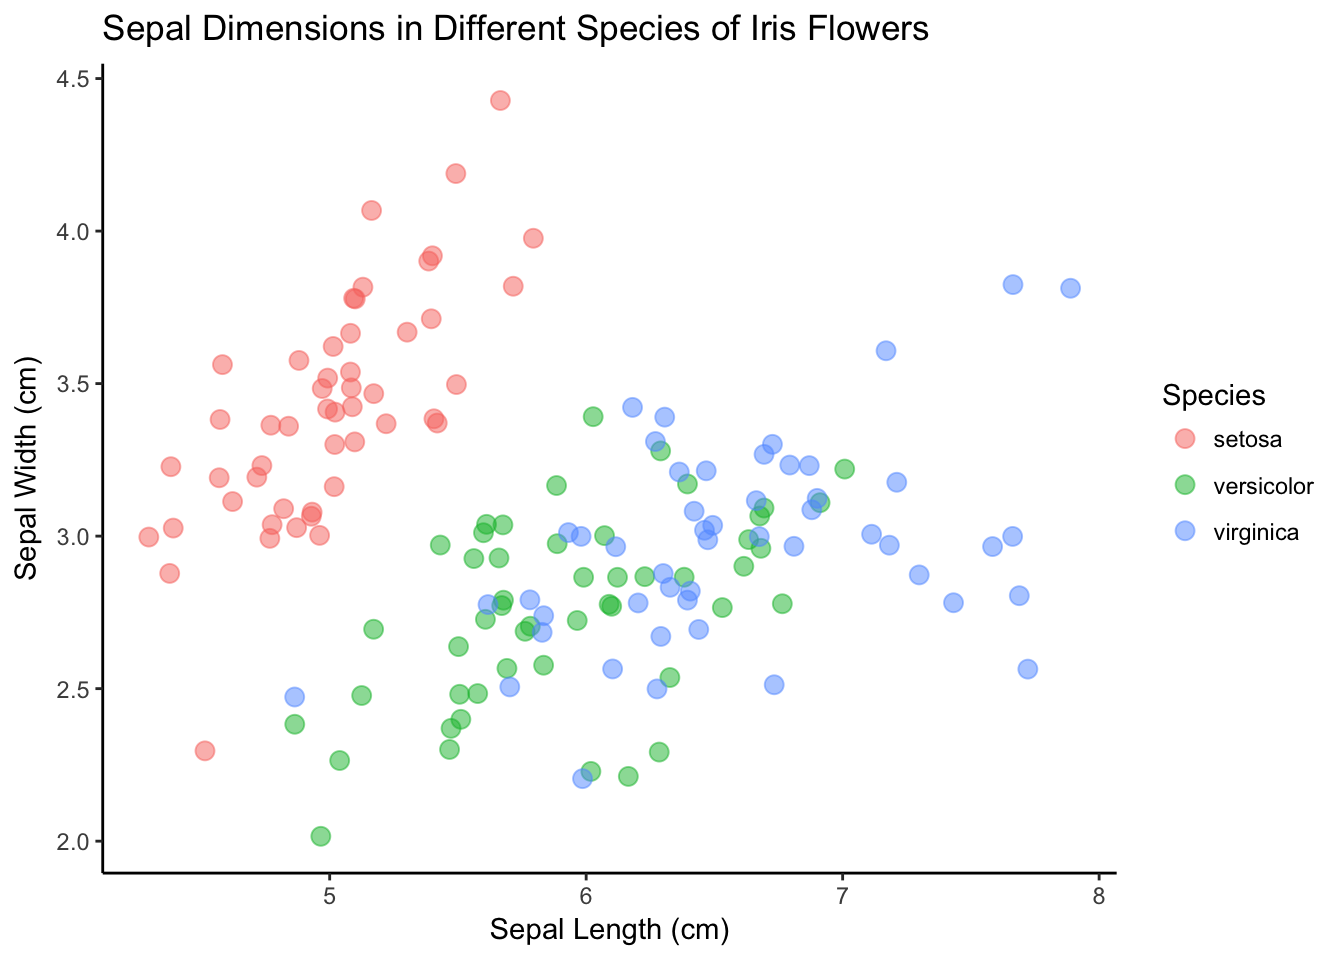 Sepal Dimensions in Different Species of Iris Flowers
4.5
4.0
3.5
3.0
2.5
2.0
Sepal Width (cm)
5 6 7 8
Sepal Length (cm)
Species
setosa
versicolor
virginica